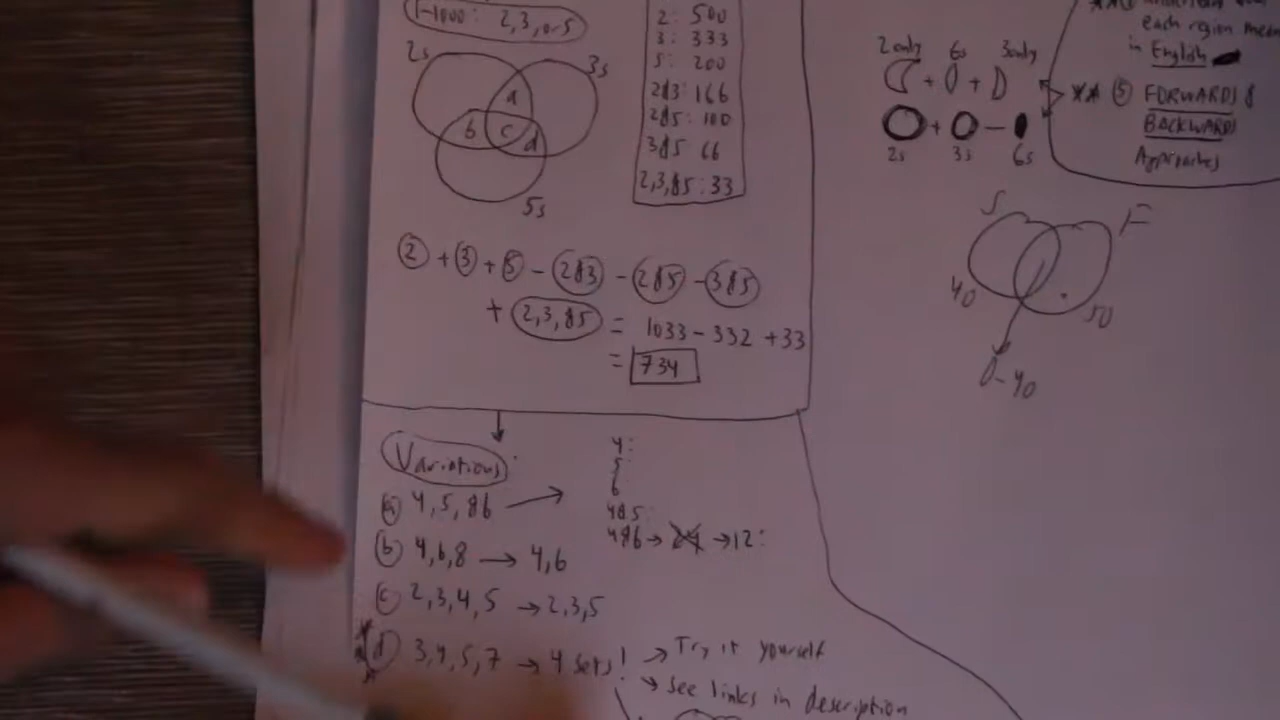 1-1000: 2,3,or 5
2s
3s
a
b
c
d
5s
2: 500
3: 333
5: 200
2&3: 166
2&5: 100
3&5 66
2,3,&5: 33
② + ③ + ⑤ - 2&3 - 2&5 - 3&5
+ 2,3,&5 = 1033 - 332 + 33
= 734
Variations
(a) 4,5,&6 →
(b) 4,6,8 → 4,6
(c) 2,3,4,5 → 2,3,5
(d) 3,4,5,7 → 4 sets! → Try it yourself
→ See links in description
4:
5
6
4&5:
4&6 → 24 → 12:
2 only 6s 3 only
+ +
+ -
2s 3s 6s
each region means
in English
** ⑤ FORWARDS &
BACKWARDS
Approaches
S F
40 50
0-40